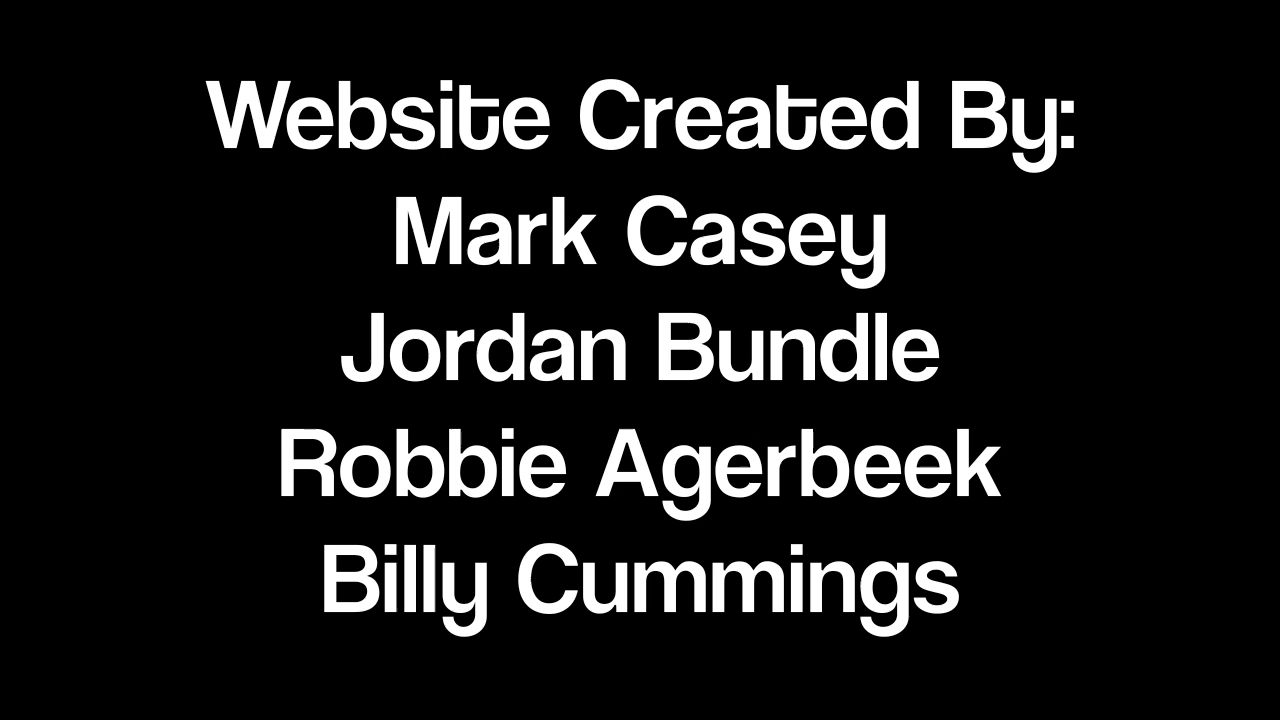 Website Created By:
Mark Casey
Jordan Bundle
Robbie Agerbeek
Billy Cummings